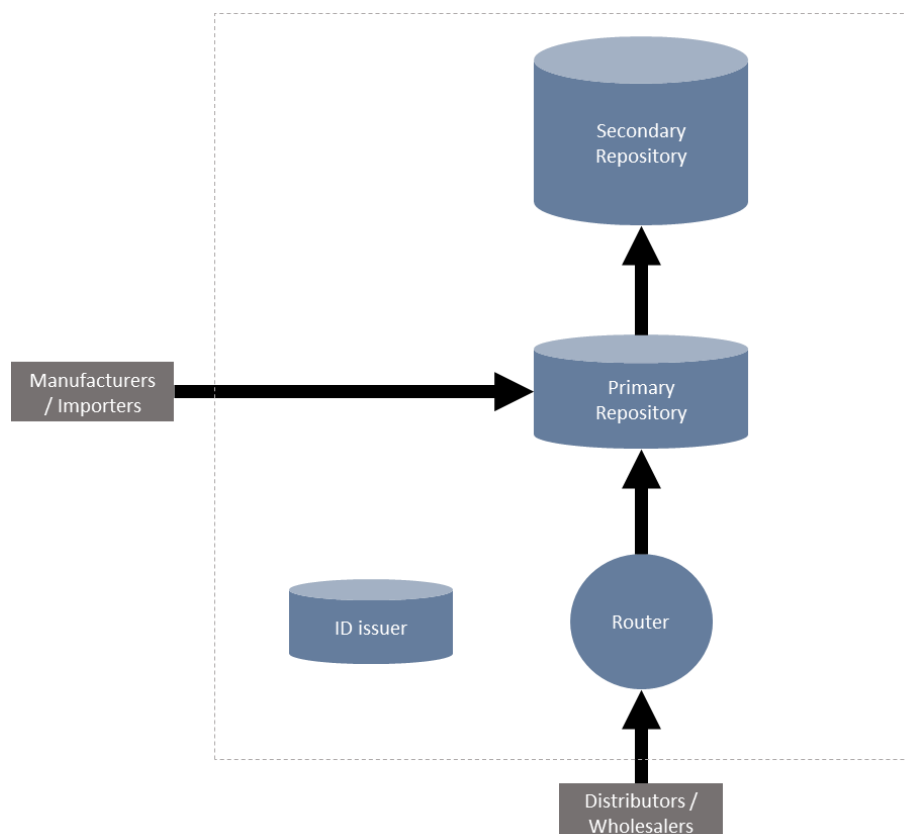 Secondary
Repository
Manufacturers
/ Importers
Primary
Repository
ID issuer
Router
Distributors /
Wholesalers